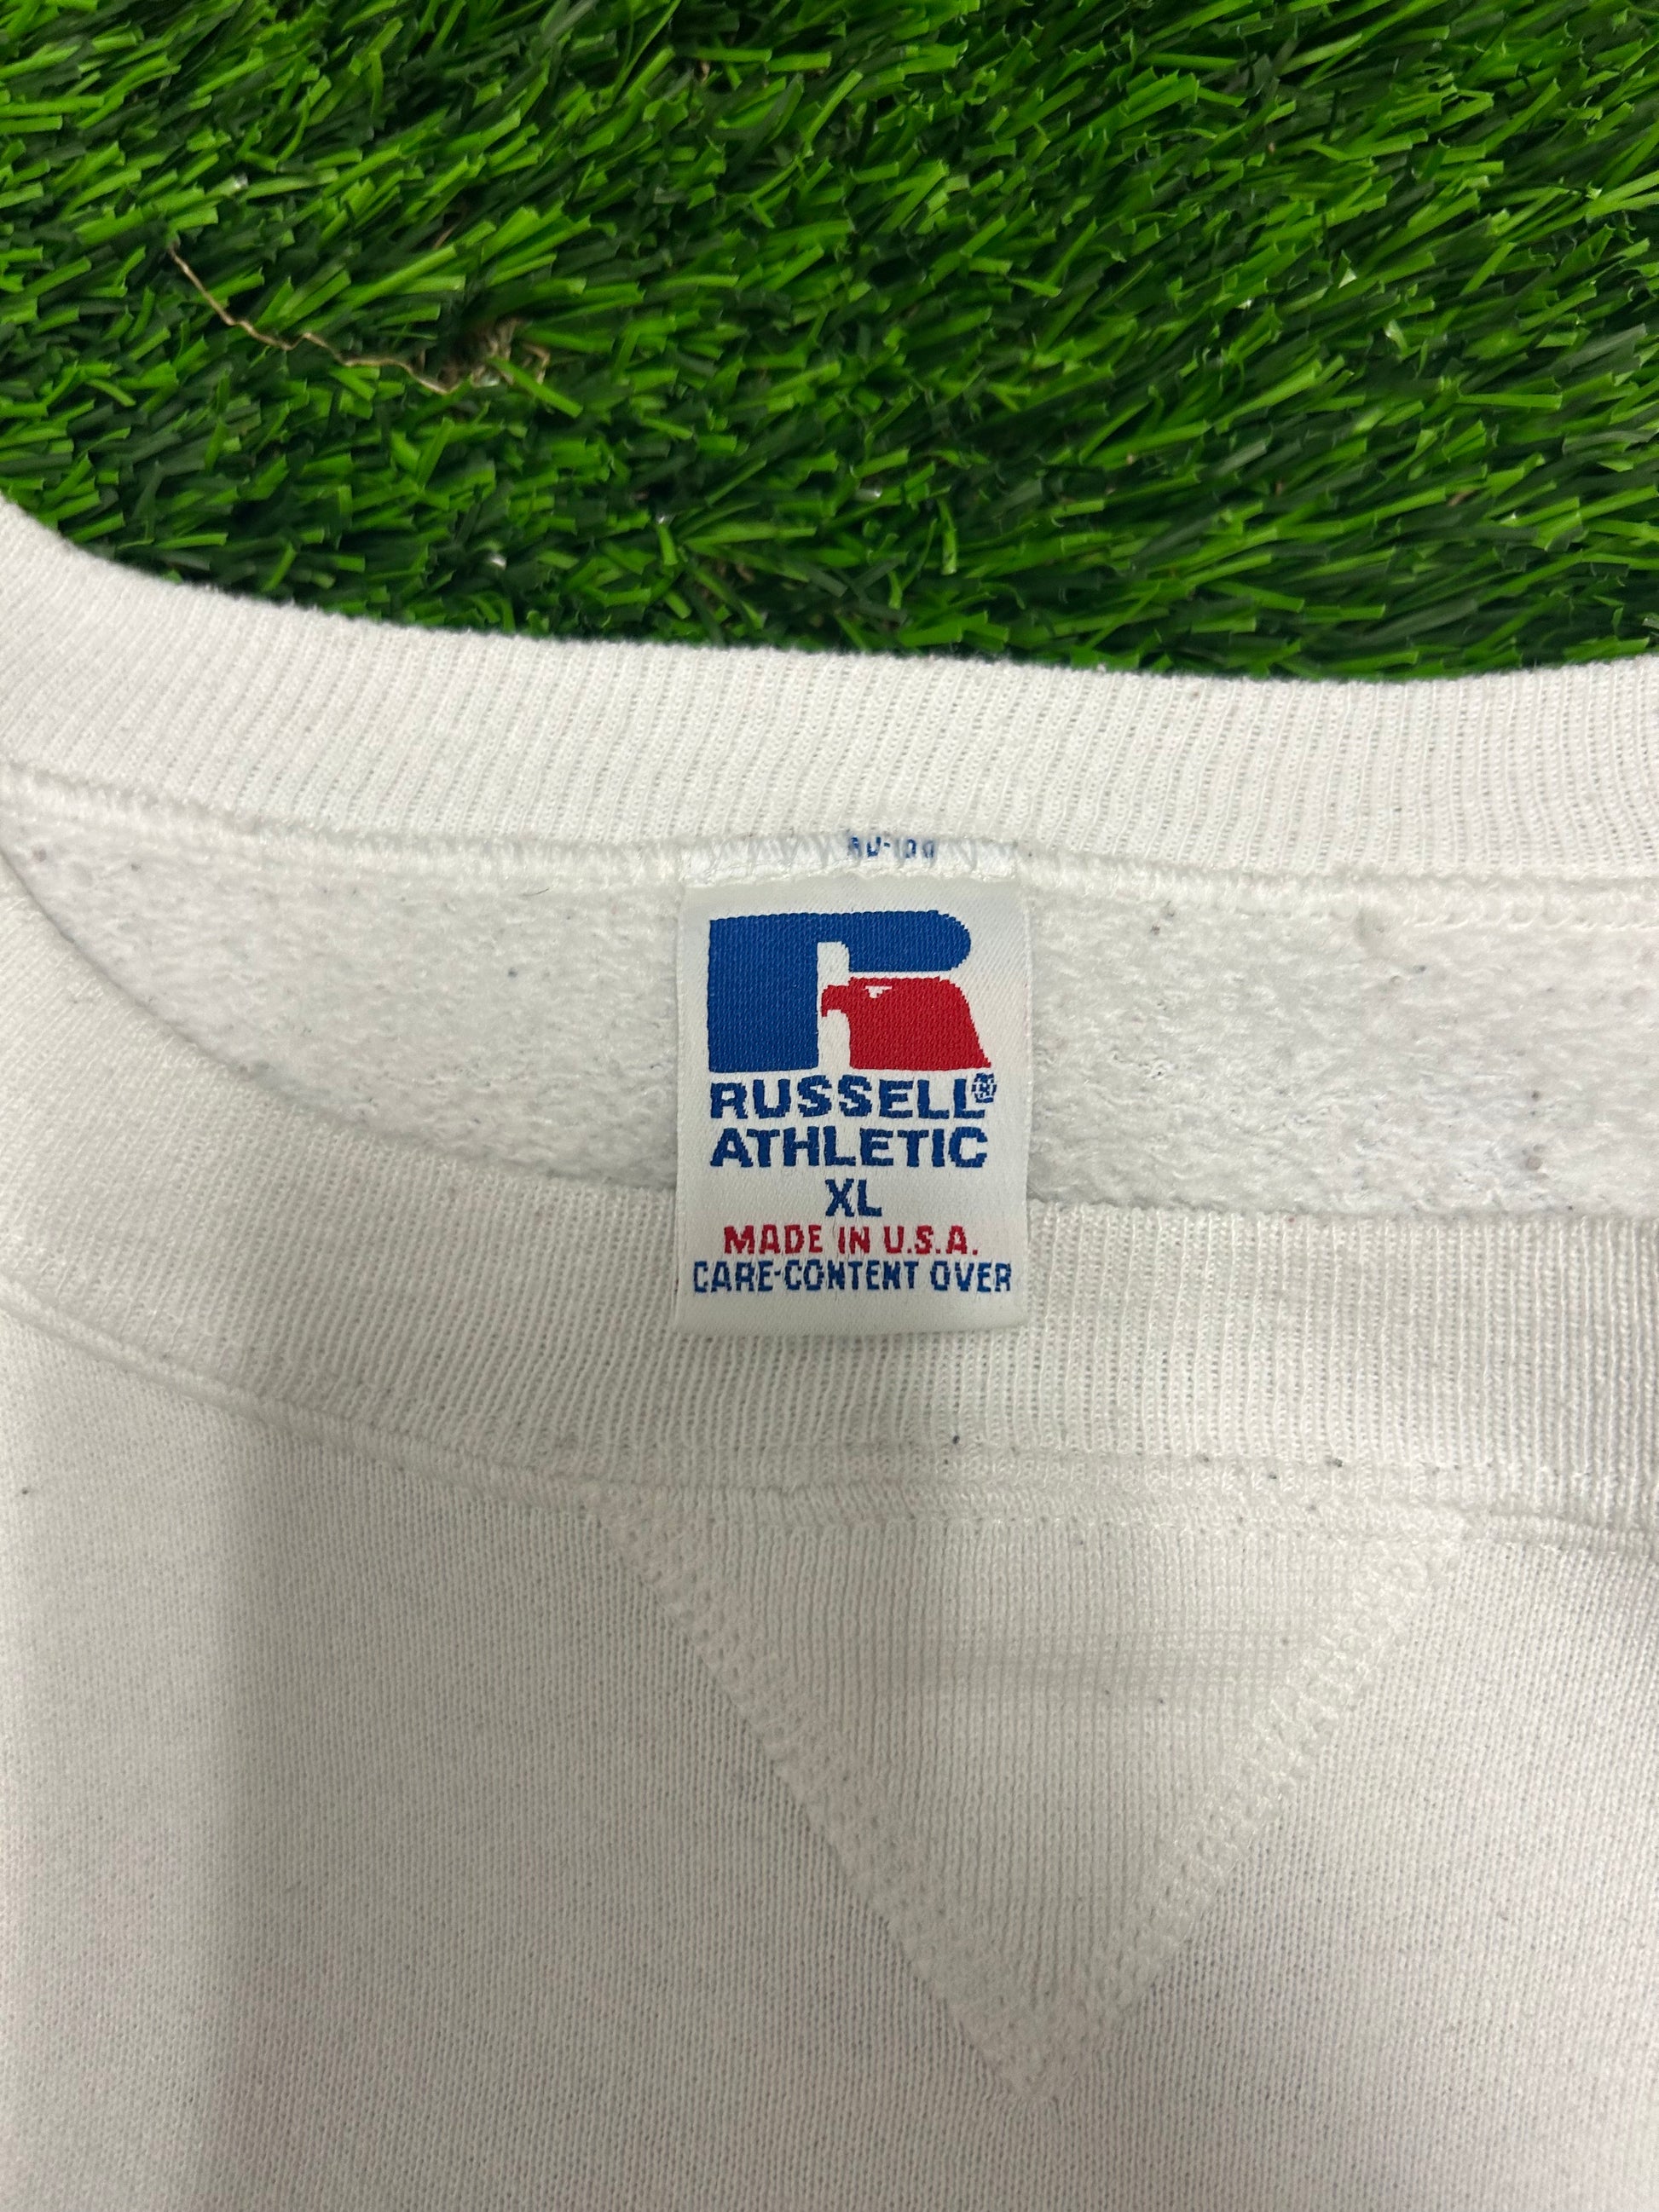 RUSSELL®
ATHLETIC
XL
MADE IN U.S.A.
CARE-CONTENT OVER